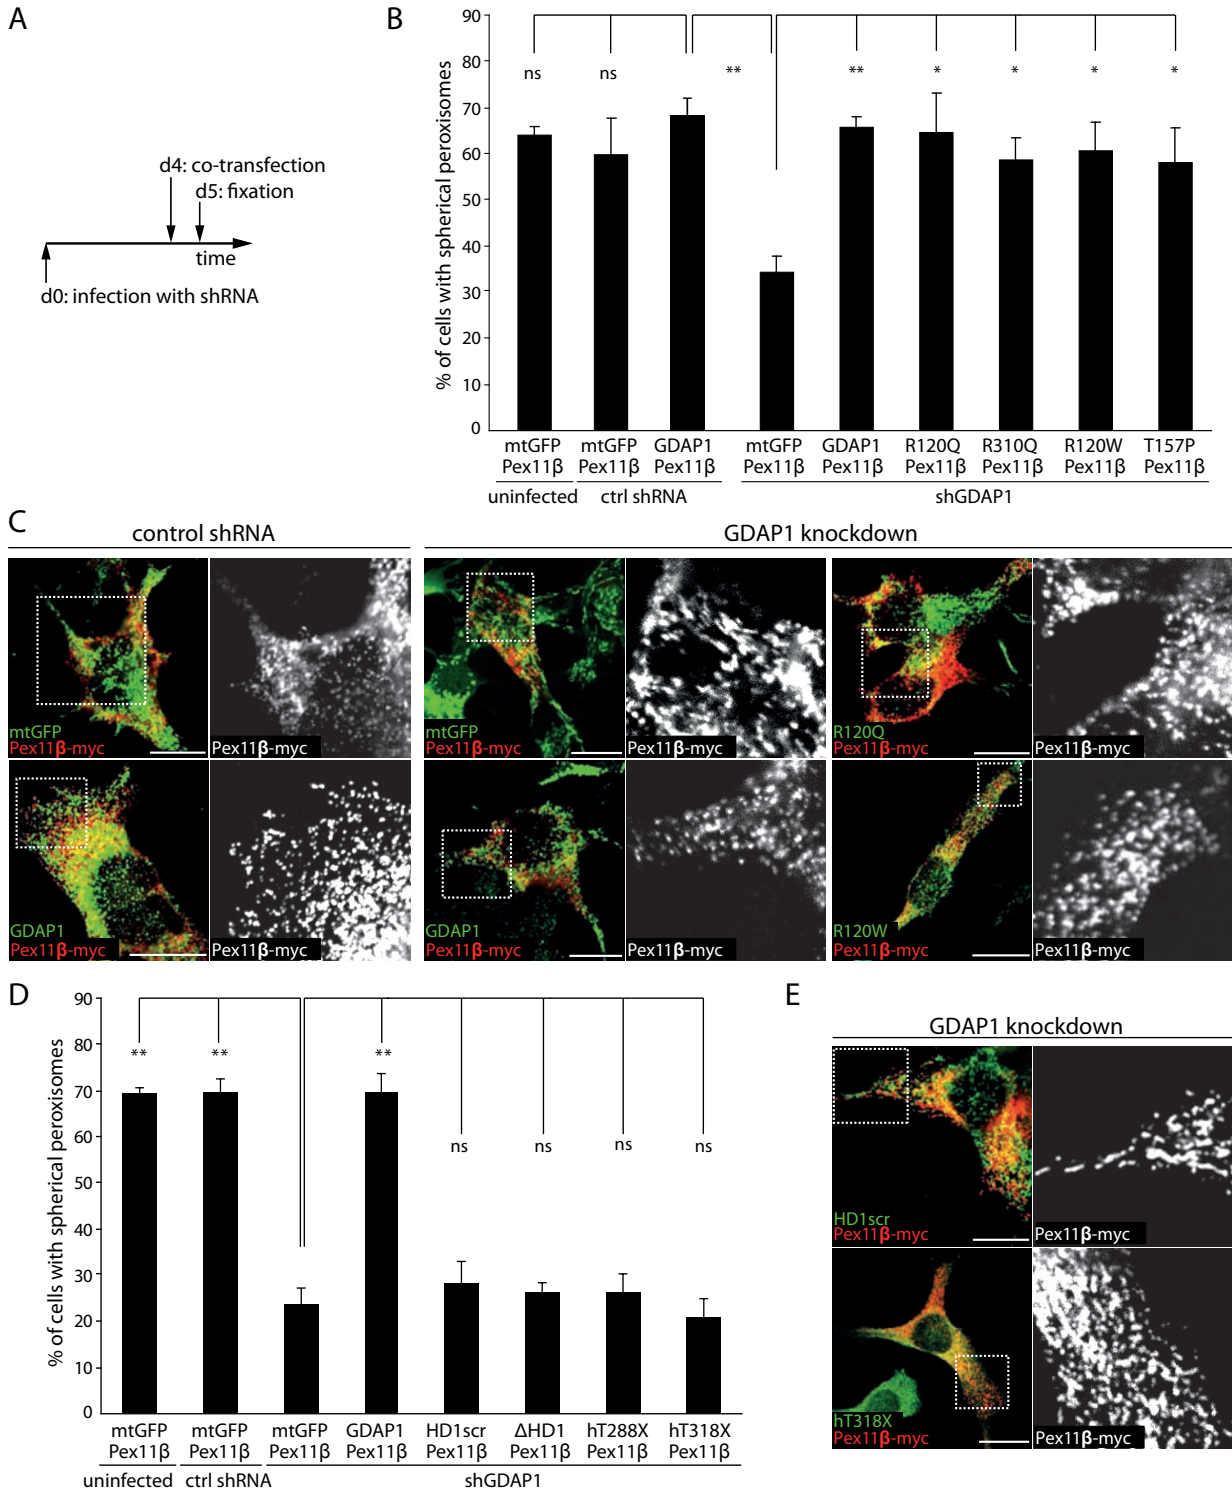 A
d4: co-transfection
d5: fixation
time
d0: infection with shRNA
B
% of cells with spherical peroxisomes
90
80
70
60
50
40
30
20
10
0
ns ns ** ** * * * *
mtGFP mtGFP GDAP1 mtGFP GDAP1 R120Q R310Q R120W T157P
Pex11β Pex11β Pex11β Pex11β Pex11β Pex11β Pex11β Pex11β Pex11β
uninfected ctrl shRNA shGDAP1
C
control shRNA GDAP1 knockdown
mtGFP mtGFP R120Q
Pex11β-myc Pex11β-myc Pex11β-myc Pex11β-myc Pex11β-myc Pex11β-myc
GDAP1 GDAP1 R120W
Pex11β-myc Pex11β-myc Pex11β-myc Pex11β-myc Pex11β-myc Pex11β-myc
D
% of cells with spherical peroxisomes
90
80
70
60
50
40
30
20
10
0
** ** ** ns ns ns ns
mtGFP mtGFP mtGFP GDAP1 HD1scr ΔHD1 hT288X hT318X
Pex11β Pex11β Pex11β Pex11β Pex11β Pex11β Pex11β Pex11β
uninfected ctrl shRNA shGDAP1
E
GDAP1 knockdown
HD1scr
Pex11β-myc Pex11β-myc
hT318X
Pex11β-myc Pex11β-myc